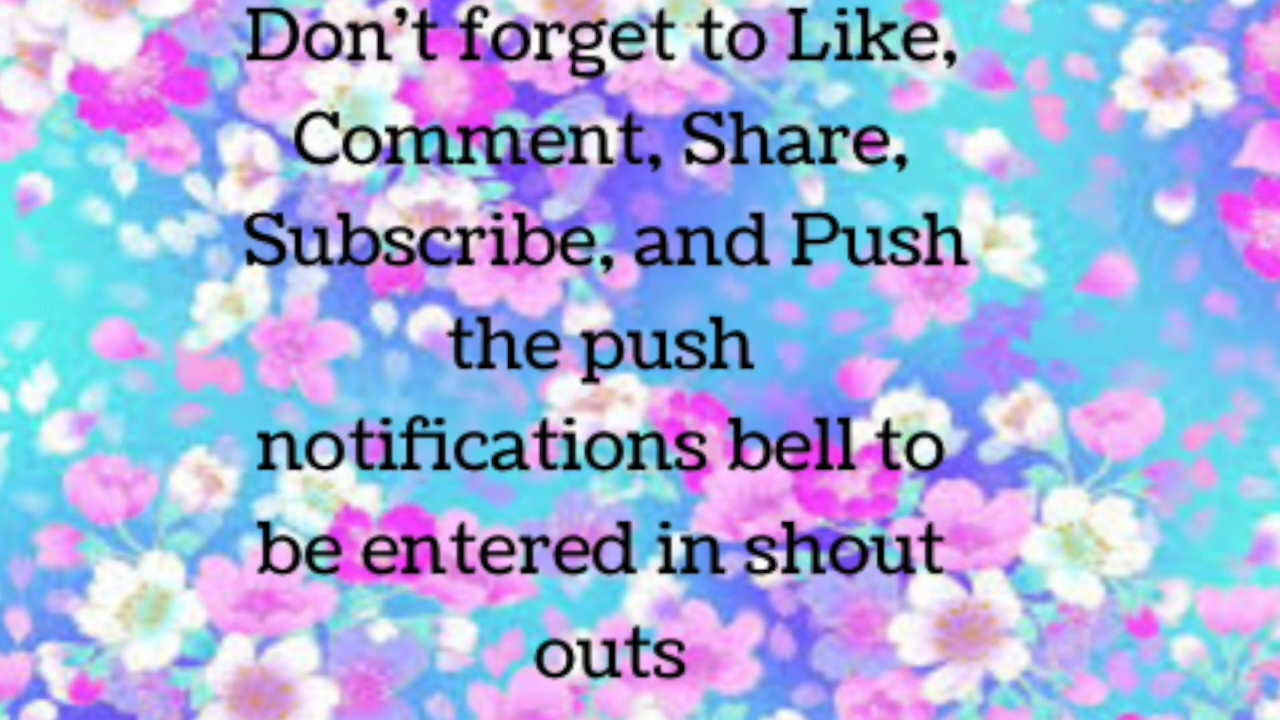 Don’t forget to Like,
Comment, Share,
Subscribe, and Push
the push
notifications bell to
be entered in shout
outs